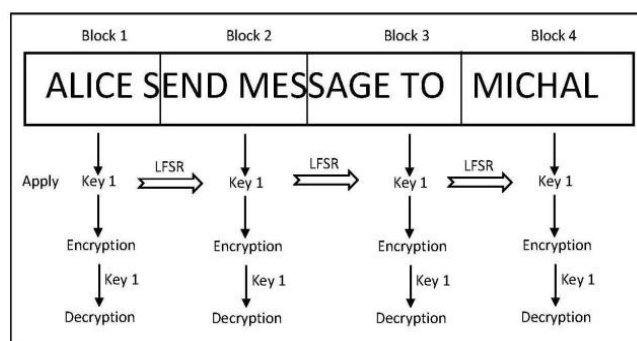 Block 1 Block 2 Block 3 Block 4
ALICE SEND MESSAGE TO MICHAL
LFSR LFSR LFSR
Apply Key 1 Key 1 Key 1 Key 1
Encryption Encryption Encryption Encryption
Key 1 Key 1 Key 1 Key 1
Decryption Decryption Decryption Decryption